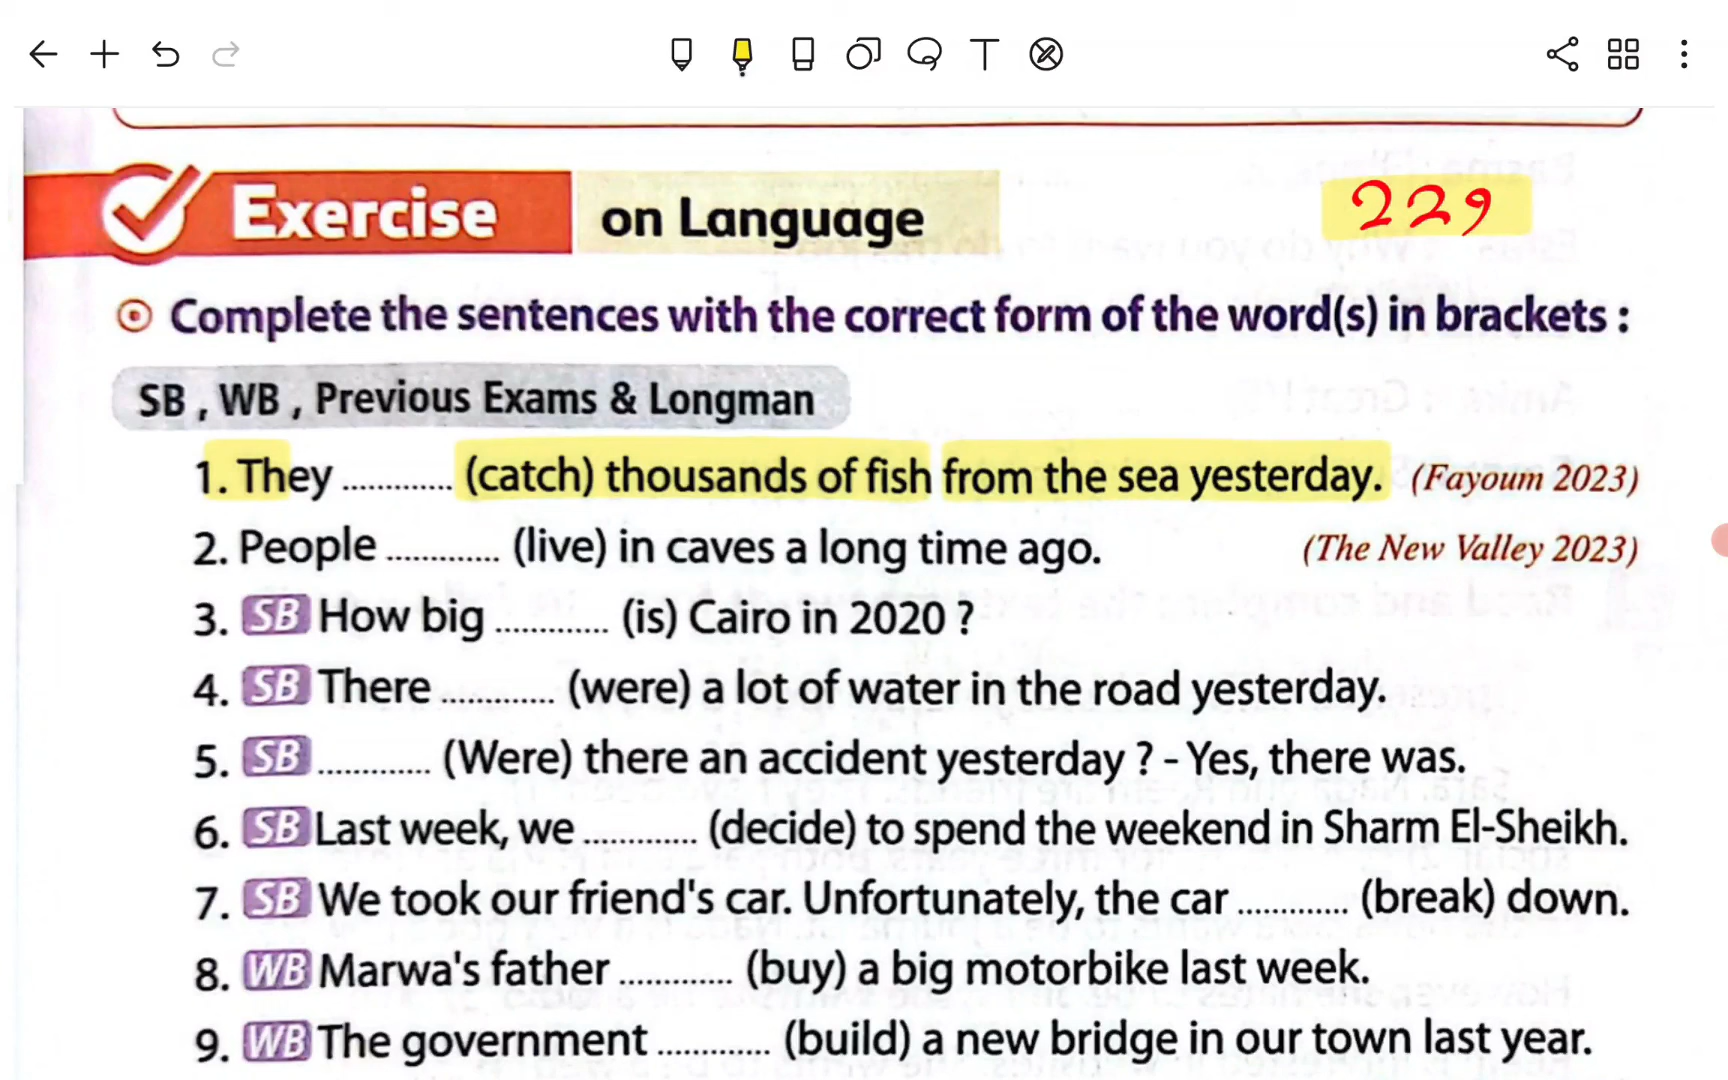 Exercise on Language 229
Complete the sentences with the correct form of the word(s) in brackets :
SB , WB , Previous Exams & Longman
1. They ............ (catch) thousands of fish from the sea yesterday. (Fayoum 2023)
2. People ............ (live) in caves a long time ago. (The New Valley 2023)
3. SB How big ............ (is) Cairo in 2020 ?
4. SB There ............ (were) a lot of water in the road yesterday.
5. SB ............ (Were) there an accident yesterday ? - Yes, there was.
6. SB Last week, we ............ (decide) to spend the weekend in Sharm El-Sheikh.
7. SB We took our friend's car. Unfortunately, the car ............ (break) down.
8. WB Marwa's father ............ (buy) a big motorbike last week.
9. WB The government ............ (build) a new bridge in our town last year.